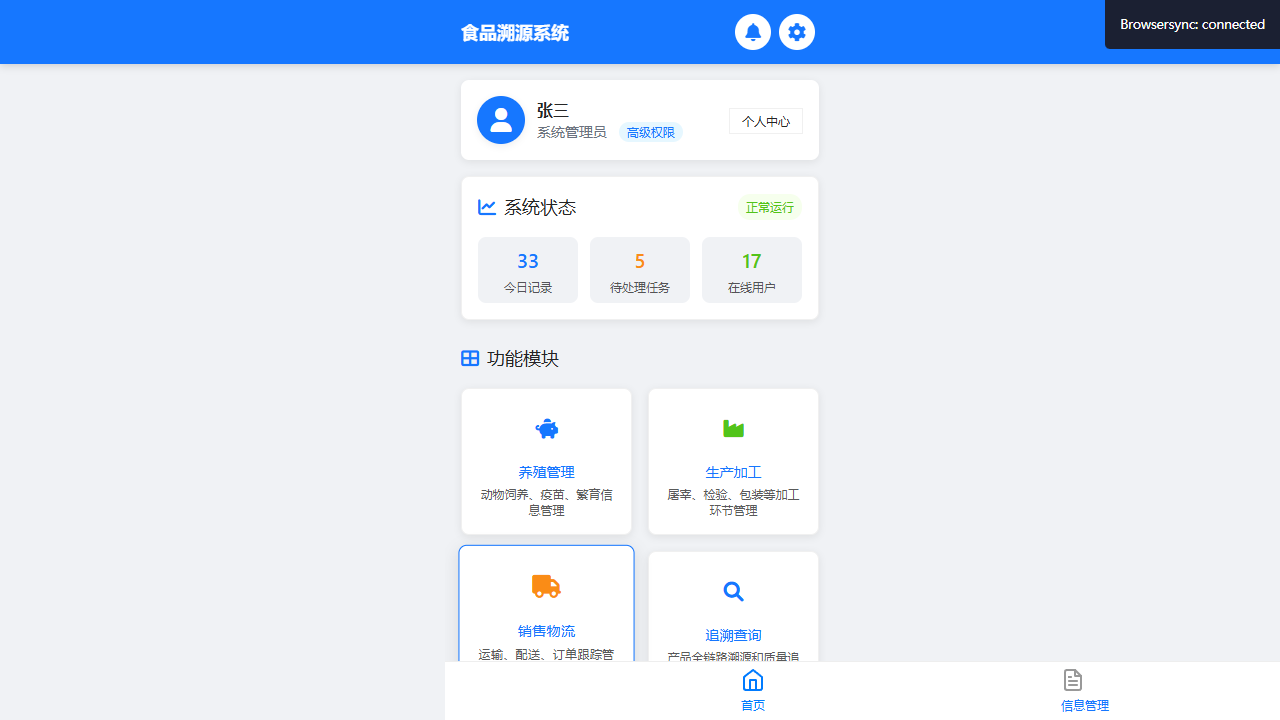 食品溯源系统
Browsersync: connected
张三
系统管理员 高级权限
个人中心
系统状态
正常运行
33
5
17
今日记录
待处理任务
在线用户
功能模块
养殖管理
动物饲养、疫苗、繁育信
息管理
生产加工
屠宰、检验、包装等加工
环节管理
销售物流
运输、配送、订单跟踪管
追溯查询
产品全链路溯源和质量追
首页
信息管理